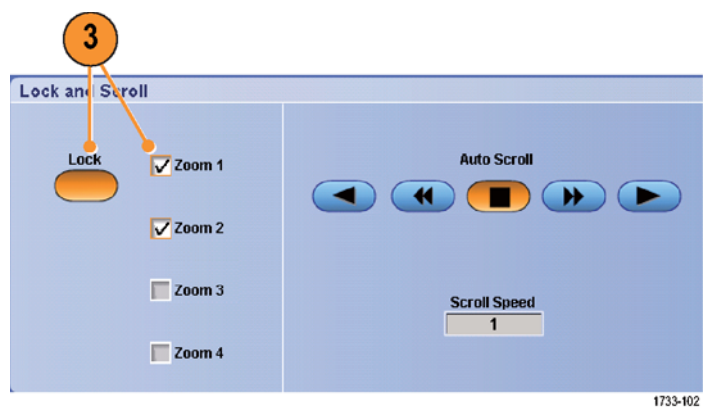 3
Lock and Scroll
Lock
Zoom 1
Zoom 2
Zoom 3
Zoom 4
Auto Scroll
Scroll Speed
1
1733-102